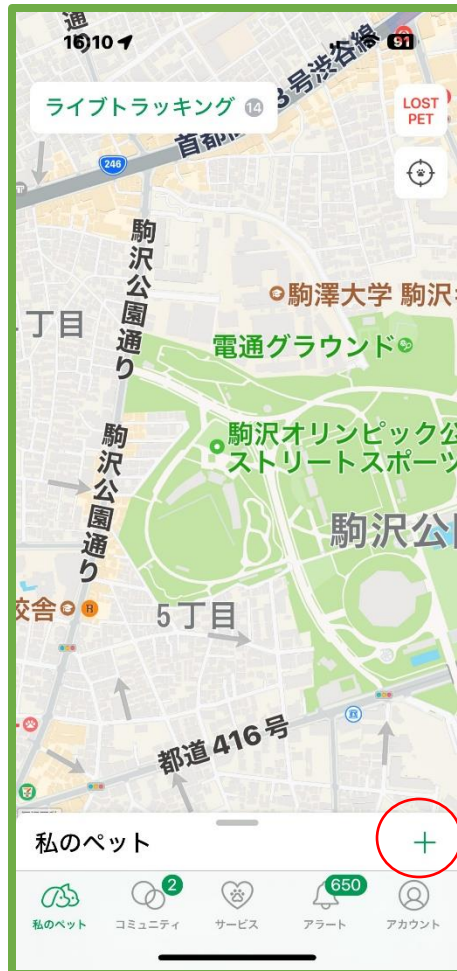 通
16:10
91
ライブトラッキング 14
3号渋谷線
LOST
PET
首都
246
駒沢公園通り
駒澤大学 駒沢
丁目
電通グラウンド
駒沢公園通り
駒沢オリンピック公
ストリートスポーツ
駒沢公
校舎
H
5丁目
都道416号
私のペット
+
2
650
私のペット
コミュニティ
サービス
アラート
アカウント